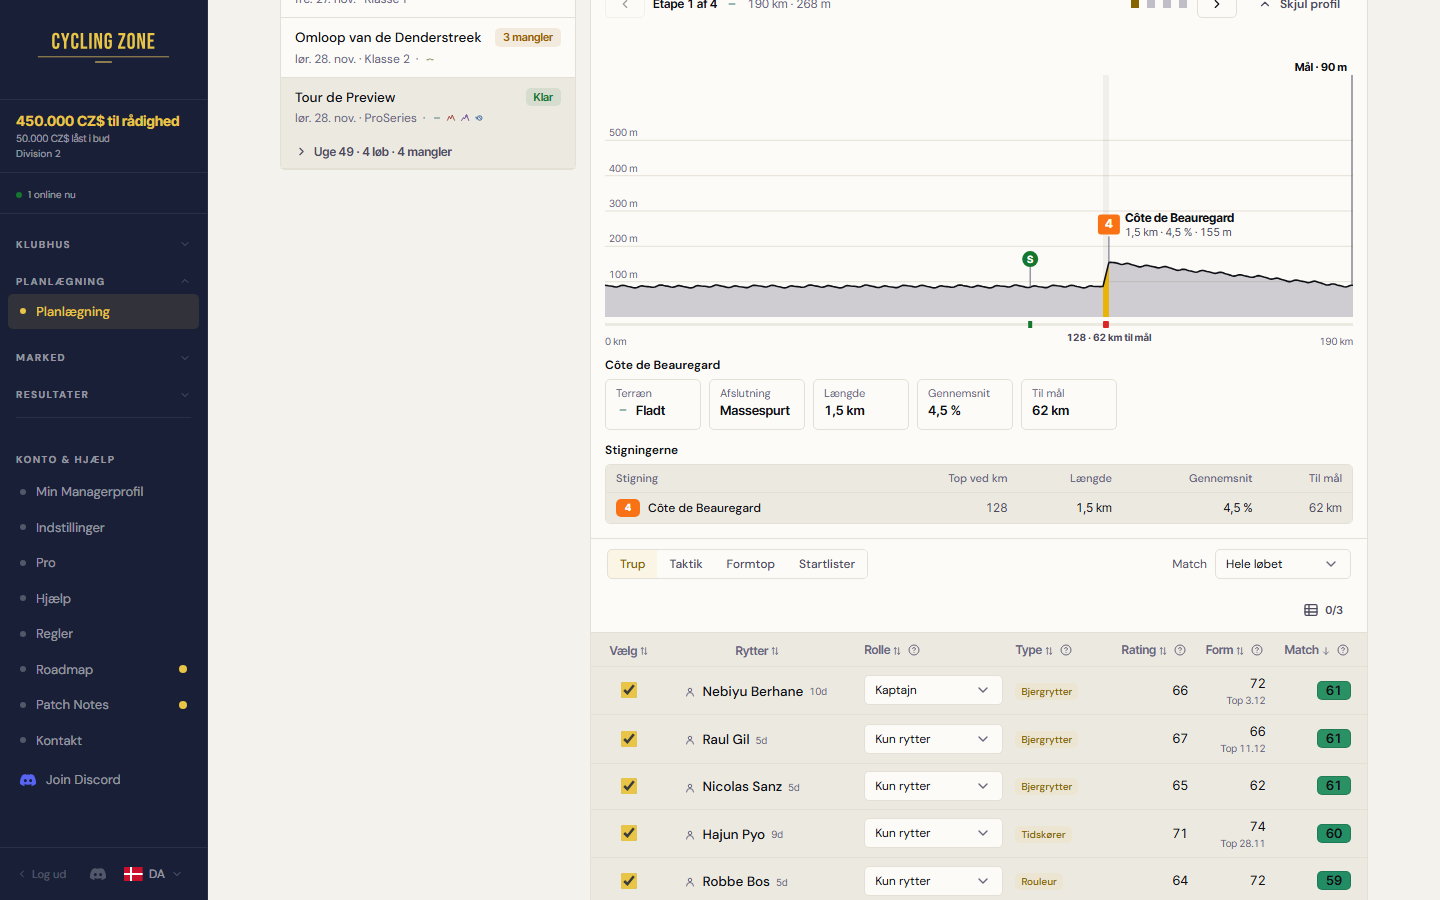 CYCLING ZONE
450.000 CZ$ til rådighed
50.000 CZ$ låst i bud
Division 2
1 online nu
KLUBHUS
PLANLÆGNING
Planlægning
MARKED
RESULTATER
KONTO & HJÆLP
Min Managerprofil
Indstillinger
Pro
Hjælp
Regler
Roadmap
Patch Notes
Kontakt
Join Discord
Log ud
DA
Omloop van de Denderstreek
3 mangler
lør. 28. nov. · Klasse 2 ·
Tour de Preview
Klar
lør. 28. nov. · ProSeries ·
Uge 49 · 4 løb · 4 mangler
Etape 1 af 4 – 190 km · 268 m
Skjul profil
Mål · 90 m
500 m
400 m
300 m
200 m
100 m
4
Côte de Beauregard
1,5 km · 4,5 % · 155 m
S
128 · 62 km til mål
0 km
190 km
Côte de Beauregard
Terræn
Fladt
Afslutning
Massespurt
Længde
1,5 km
Gennemsnit
4,5 %
Til mål
62 km
Stigningerne
Stigning Top ved km Længde Gennemsnit Til mål
4 Côte de Beauregard 128 1,5 km 4,5 % 62 km
Trup Taktik Formtop Startlister
Match Hele løbet
0/3
Vælg Rytter Rolle Type Rating Form Match
Nebiyu Berhane 10d Kaptajn Bjergrytter 66 72 61
Top 3.12
Raul Gil 5d Kun rytter Bjergrytter 67 66 61
Top 11.12
Nicolas Sanz 5d Kun rytter Bjergrytter 65 62 61
Hajun Pyo 9d Kun rytter Tidskører 71 74 60
Top 28.11
Robbe Bos 5d Kun rytter Rouleur 64 72 59